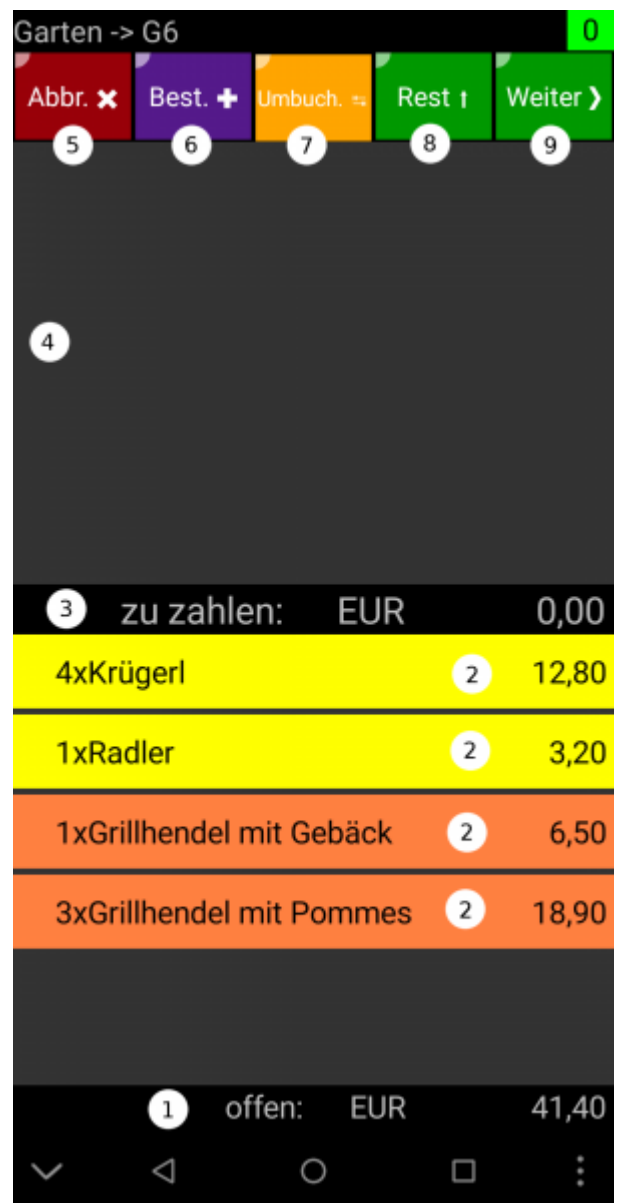 Garten -> G6 0
Abbr. ✖ Best. ✚ Umbuch. ⇆ Rest ↑ Weiter ❯
5 6 7 8 9
4
3 zu zahlen: EUR 0,00
4xKrügerl 2 12,80
1xRadler 2 3,20
1xGrillhendel mit Gebäck 2 6,50
3xGrillhendel mit Pommes 2 18,90
1 offen: EUR 41,40